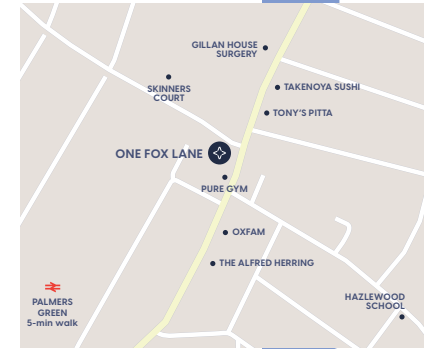 GILLAN HOUSE
SURGERY
SKINNERS
COURT
TAKENOYA SUSHI
TONY'S PITTA
ONE FOX LANE
PURE GYM
OXFAM
THE ALFRED HERRING
PALMERS
GREEN
5-min walk
HAZLEWOOD
SCHOOL